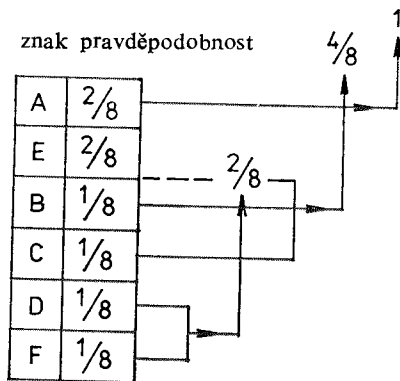 1
4/8
znak pravděpodobnost
A 2/8
E 2/8
2/8
B 1/8
C 1/8
D 1/8
F 1/8